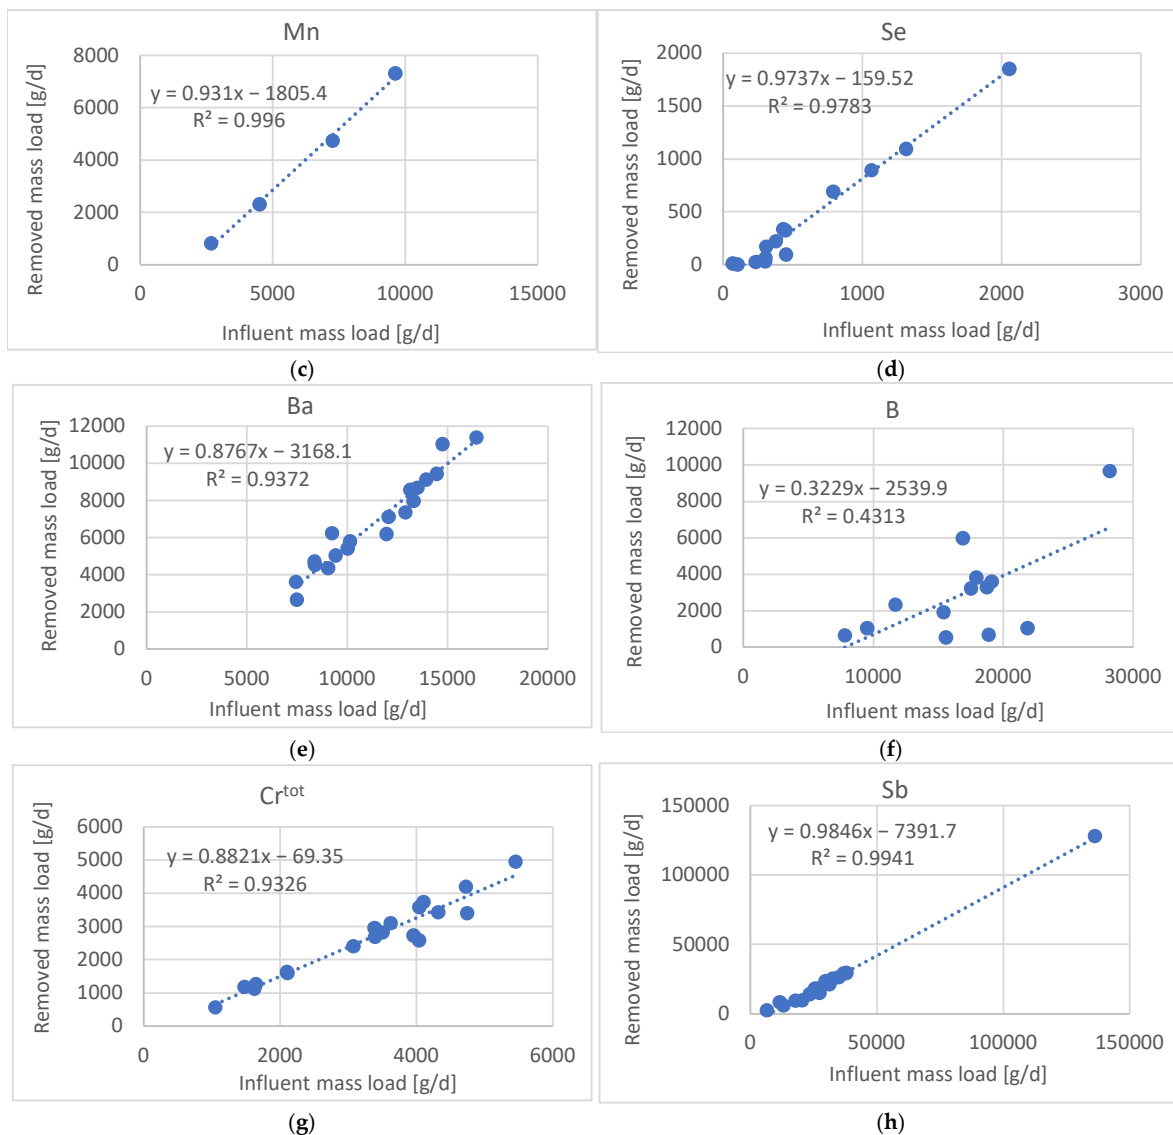 Mn
Removed mass load [g/d]
8000
6000
4000
2000
0
y = 0.931x − 1805.4
R² = 0.996
0 5000 10000 15000
Influent mass load [g/d]
(c)
Se
Removed mass load [g/d]
2000
1500
1000
500
0
y = 0.9737x − 159.52
R² = 0.9783
0 1000 2000 3000
Influent mass load [g/d]
(d)
Ba
Removed mass load [g/d]
12000
10000
8000
6000
4000
2000
0
y = 0.8767x − 3168.1
R² = 0.9372
0 5000 10000 15000 20000
Influent mass load [g/d]
(e)
B
Removed mass load [g/d]
12000
10000
8000
6000
4000
2000
0
y = 0.3229x − 2539.9
R² = 0.4313
0 10000 20000 30000
Influent mass load [g/d]
(f)
Crᵗᵒᵗ
Removed mass load [g/d]
6000
5000
4000
3000
2000
1000
0
y = 0.8821x − 69.35
R² = 0.9326
0 2000 4000 6000
Influent mass load [g/d]
(g)
Sb
Removed mass load [g/d]
150000
100000
50000
0
y = 0.9846x − 7391.7
R² = 0.9941
0 50000 100000 150000
Influent mass load [g/d]
(h)